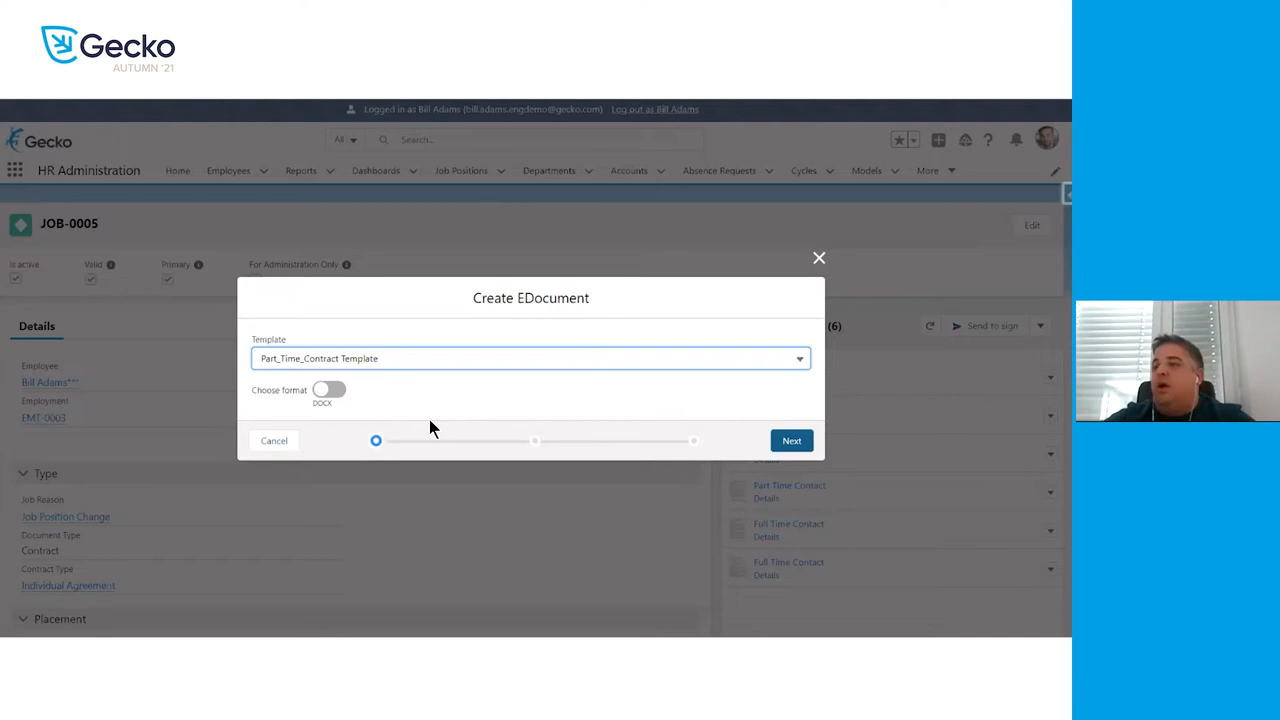 Gecko
AUTUMN '21
Logged in as Bill Adams (bill.adams.engdemo@gecko.com) Log out as Bill Adams
Gecko
All
Search...
HR Administration
Home Employees Reports Dashboards Job Positions Departments Accounts Absence Requests Cycles Models More
JOB-0005
Edit
Is active Valid Primary For Administration Only
Create EDocument
Template
Part_Time_Contract Template
Choose format
DOCX
Cancel
Next
Details
(6)
Send to sign
Employee
Bill Adams***
Employment
EMT-0003
Type
Job Reason
Job Position Change
Document Type
Contract
Contract Type
Individual Agreement
Placement
Part Time Contact
Details
Full Time Contact
Details
Full Time Contact
Details